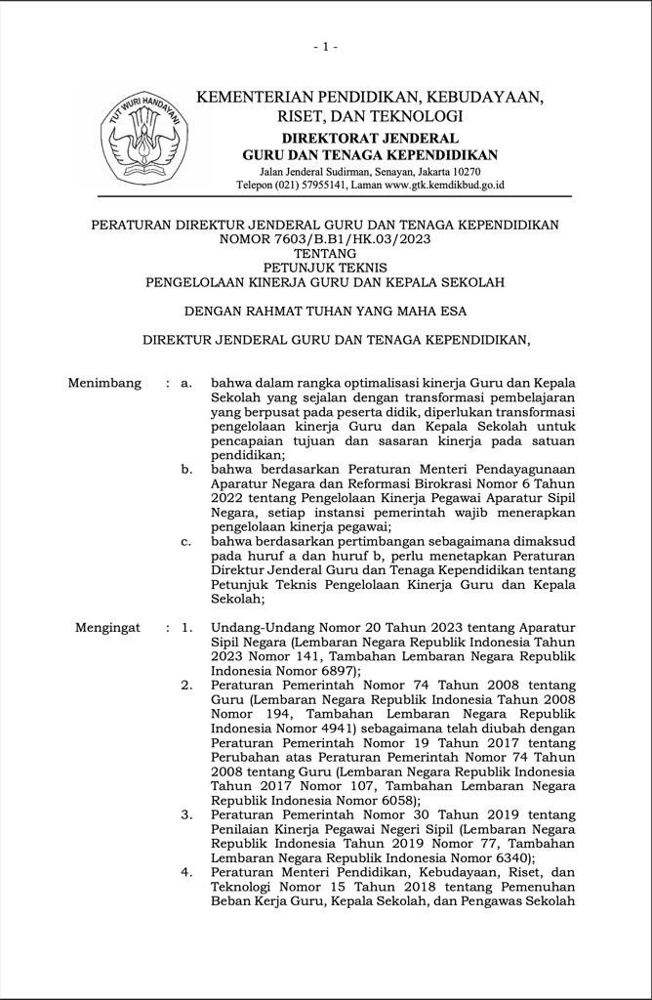 - 1 -
TUT WURI HANDAYANI
KEMENTERIAN PENDIDIKAN, KEBUDAYAAN,
RISET, DAN TEKNOLOGI
DIREKTORAT JENDERAL
GURU DAN TENAGA KEPENDIDIKAN
Jalan Jenderal Sudirman, Senayan, Jakarta 10270
Telepon (021) 57955141, Laman www.gtk.kemdikbud.go.id
PERATURAN DIREKTUR JENDERAL GURU DAN TENAGA KEPENDIDIKAN
NOMOR 7603/B.B1/HK.03/2023
TENTANG
PETUNJUK TEKNIS
PENGELOLAAN KINERJA GURU DAN KEPALA SEKOLAH
DENGAN RAHMAT TUHAN YANG MAHA ESA
DIREKTUR JENDERAL GURU DAN TENAGA KEPENDIDIKAN,
Menimbang : a. bahwa dalam rangka optimalisasi kinerja Guru dan Kepala
Sekolah yang sejalan dengan transformasi pembelajaran
yang berpusat pada peserta didik, diperlukan transformasi
pengelolaan kinerja Guru dan Kepala Sekolah untuk
pencapaian tujuan dan sasaran kinerja pada satuan
pendidikan;
b. bahwa berdasarkan Peraturan Menteri Pendayagunaan
Aparatur Negara dan Reformasi Birokrasi Nomor 6 Tahun
2022 tentang Pengelolaan Kinerja Pegawai Aparatur Sipil
Negara, setiap instansi pemerintah wajib menerapkan
pengelolaan kinerja pegawai;
c. bahwa berdasarkan pertimbangan sebagaimana dimaksud
pada huruf a dan huruf b, perlu menetapkan Peraturan
Direktur Jenderal Guru dan Tenaga Kependidikan tentang
Petunjuk Teknis Pengelolaan Kinerja Guru dan Kepala
Sekolah;
Mengingat : 1. Undang-Undang Nomor 20 Tahun 2023 tentang Aparatur
Sipil Negara (Lembaran Negara Republik Indonesia Tahun
2023 Nomor 141, Tambahan Lembaran Negara Republik
Indonesia Nomor 6897);
2. Peraturan Pemerintah Nomor 74 Tahun 2008 tentang
Guru (Lembaran Negara Republik Indonesia Tahun 2008
Nomor 194, Tambahan Lembaran Negara Republik
Indonesia Nomor 4941) sebagaimana telah diubah dengan
Peraturan Pemerintah Nomor 19 Tahun 2017 tentang
Perubahan atas Peraturan Pemerintah Nomor 74 Tahun
2008 tentang Guru (Lembaran Negara Republik Indonesia
Tahun 2017 Nomor 107, Tambahan Lembaran Negara
Republik Indonesia Nomor 6058);
3. Peraturan Pemerintah Nomor 30 Tahun 2019 tentang
Penilaian Kinerja Pegawai Negeri Sipil (Lembaran Negara
Republik Indonesia Tahun 2019 Nomor 77, Tambahan
Lembaran Negara Republik Indonesia Nomor 6340);
4. Peraturan Menteri Pendidikan, Kebudayaan, Riset, dan
Teknologi Nomor 15 Tahun 2018 tentang Pemenuhan
Beban Kerja Guru, Kepala Sekolah, dan Pengawas Sekolah